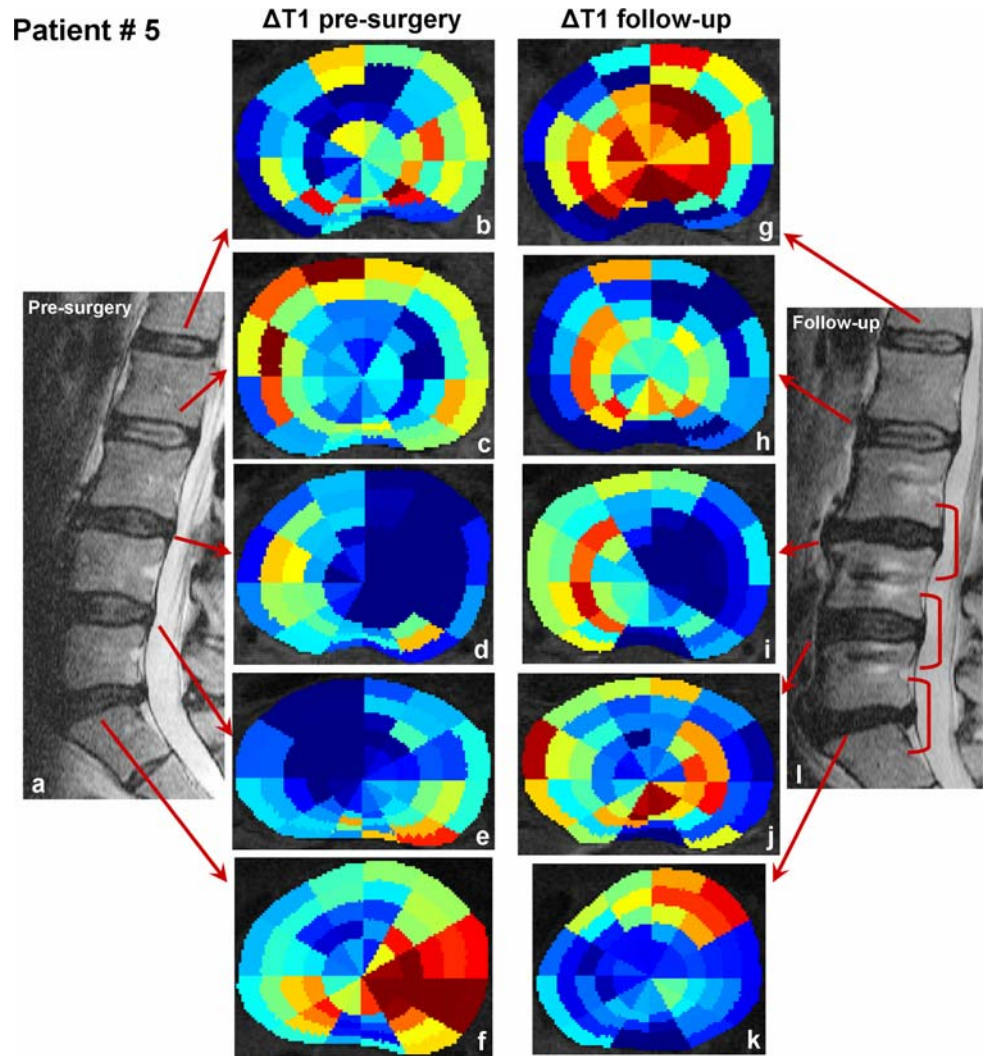 Patient # 5
ΔT1 pre-surgery
ΔT1 follow-up
b
g
Pre-surgery
Follow-up
c
h
d
i
a
e
j
l
f
k